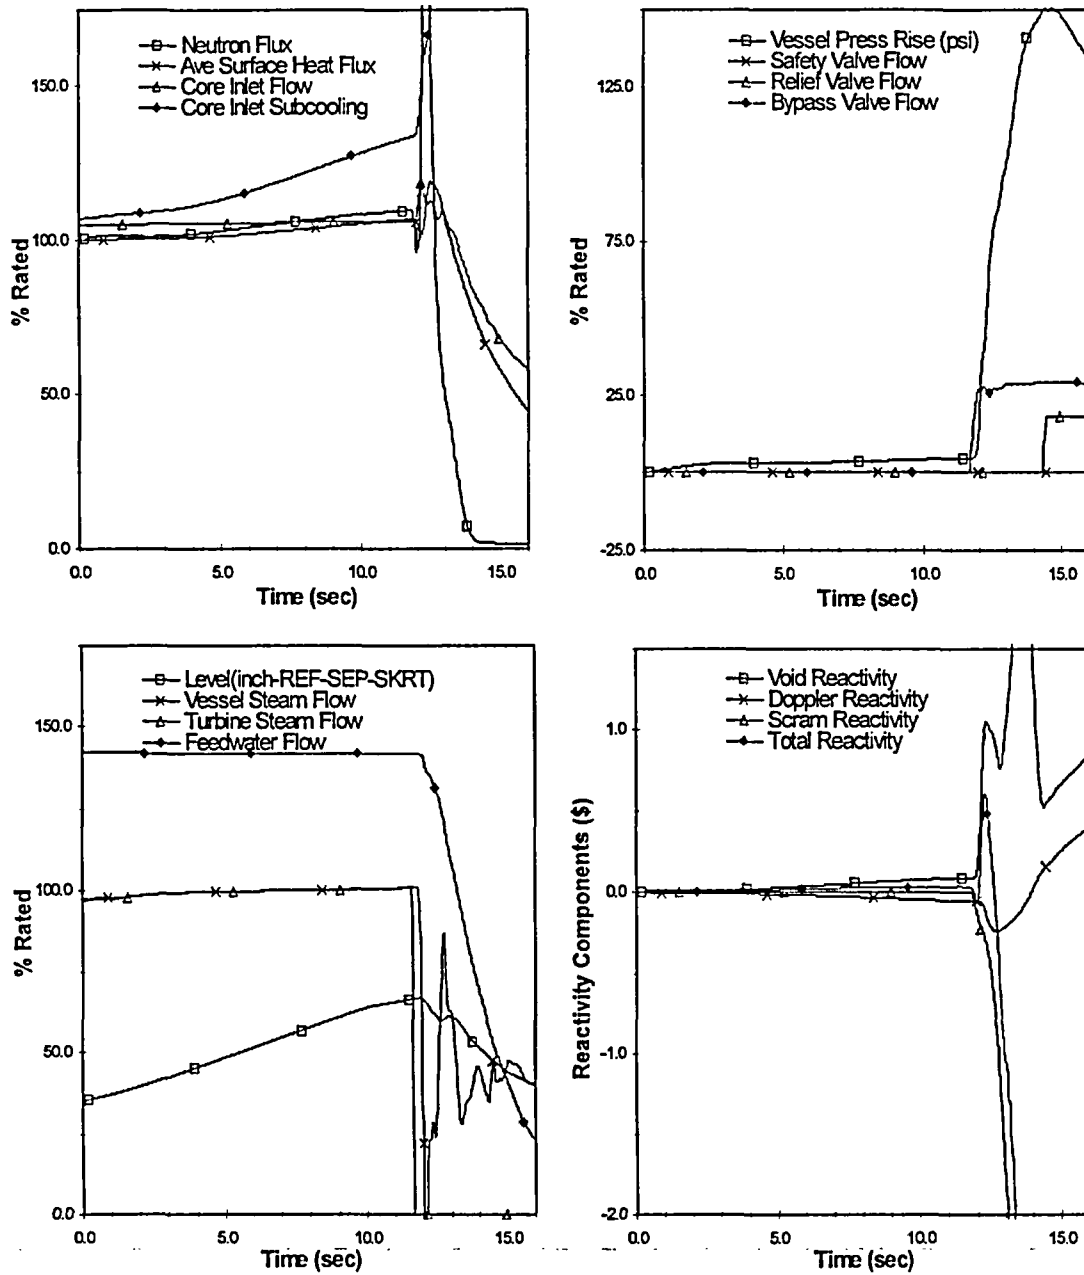 Neutron Flux
Ave Surface Heat Flux
Core Inlet Flow
Core Inlet Subcooling
150.0
100.0
50.0
0.0
% Rated
0.0 5.0 10.0 15.0
Time (sec)
Vessel Press Rise (psi)
Safety Valve Flow
Relief Valve Flow
Bypass Valve Flow
125.0
75.0
25.0
-25.0
% Rated
0.0 5.0 10.0 15.0
Time (sec)
Level(inch-REF-SEP-SKRT)
Vessel Steam Flow
Turbine Steam Flow
Feedwater Flow
150.0
100.0
50.0
0.0
% Rated
0.0 5.0 10.0 15.0
Time (sec)
Void Reactivity
Doppler Reactivity
Scram Reactivity
Total Reactivity
1.0
0.0
-1.0
-2.0
Reactivity Components ($)
0.0 5.0 10.0 15.0
Time (sec)